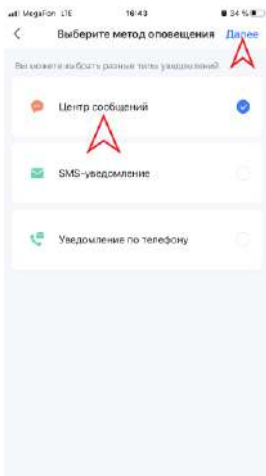 MegaFon LTE 16:43 34 %
Выберите метод оповещения Далее
Вы можете выбрать разные типы уведомлений
Центр сообщений
SMS-уведомление
Уведомление по телефону